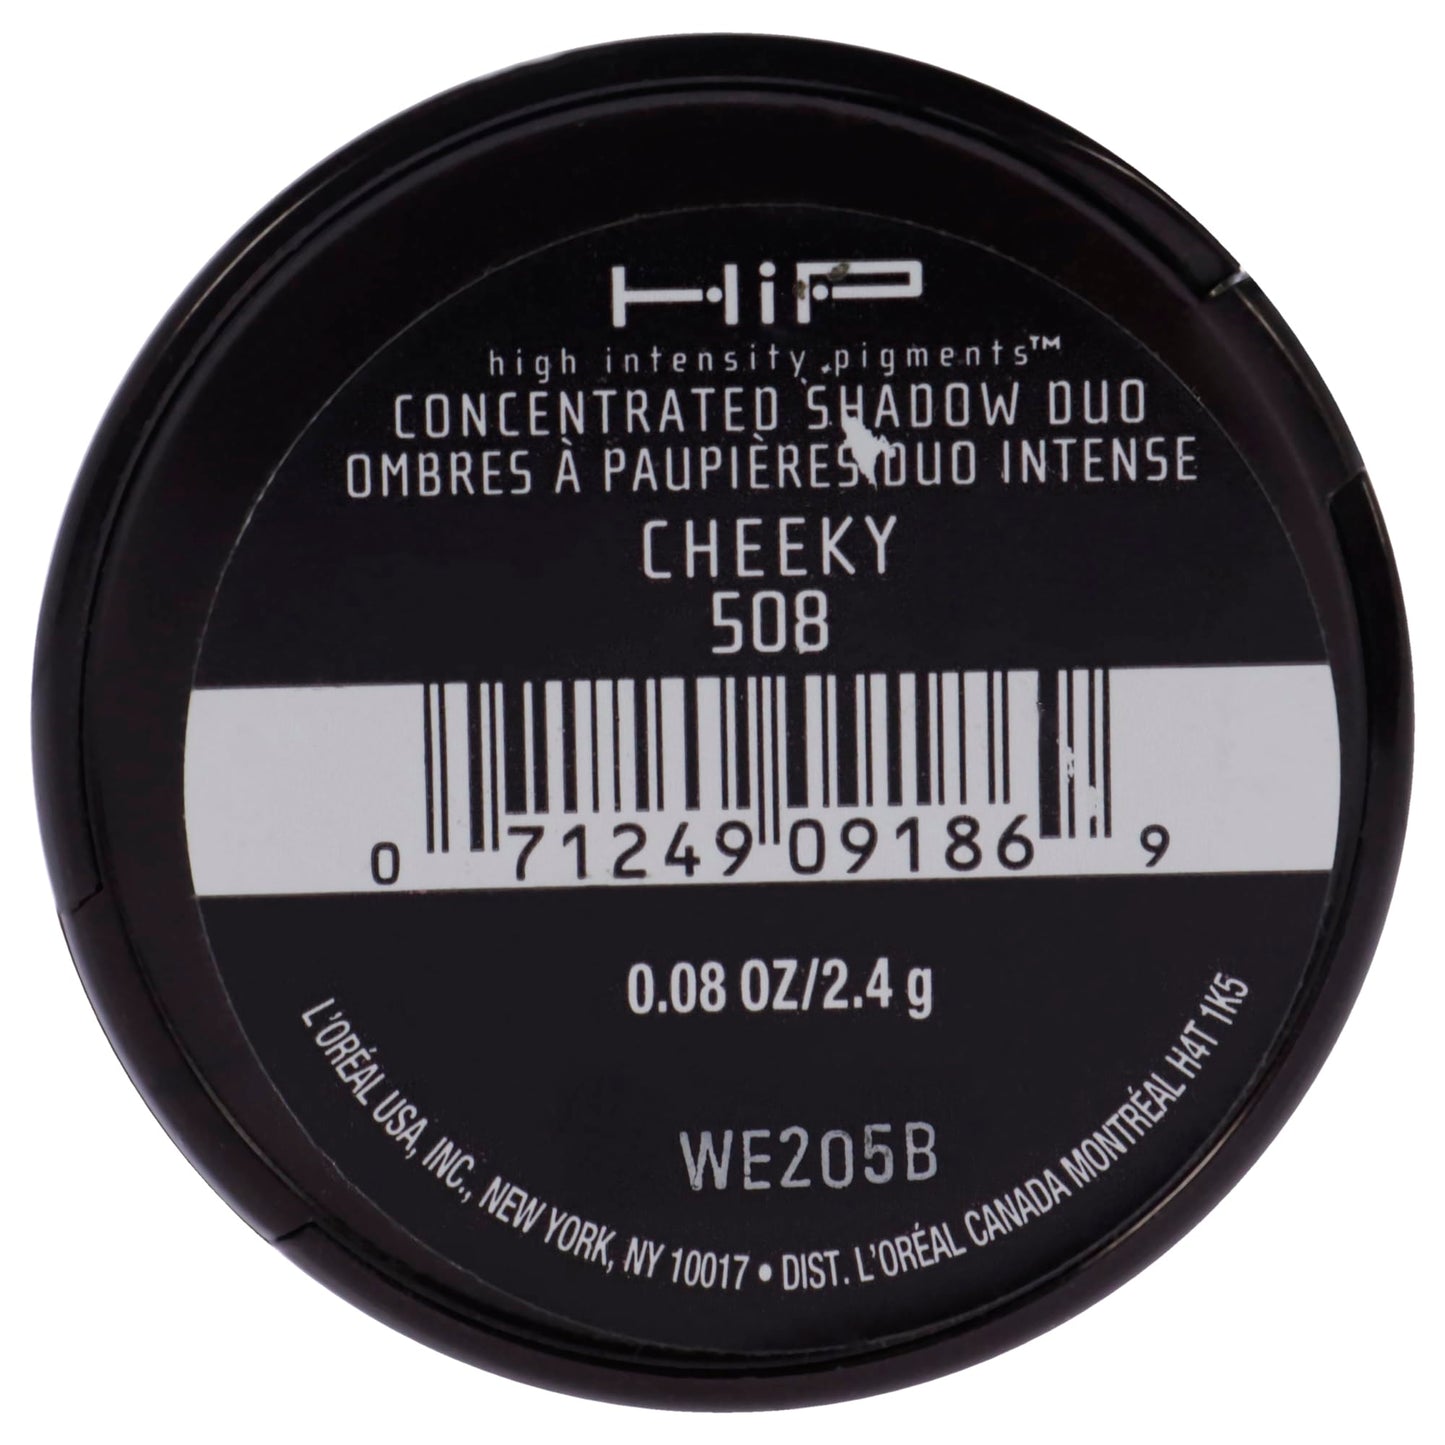 HiP
high intensity pigments™
CONCENTRATED SHADOW DUO
OMBRES À PAUPIÈRES DUO INTENSE
CHEEKY
508
0 71249 09186 9
0.08 OZ/2.4 g
WE205B
L'ORÉAL USA, INC., NEW YORK, NY 10017 • DIST. L'ORÉAL CANADA MONTRÉAL H4T 1K5